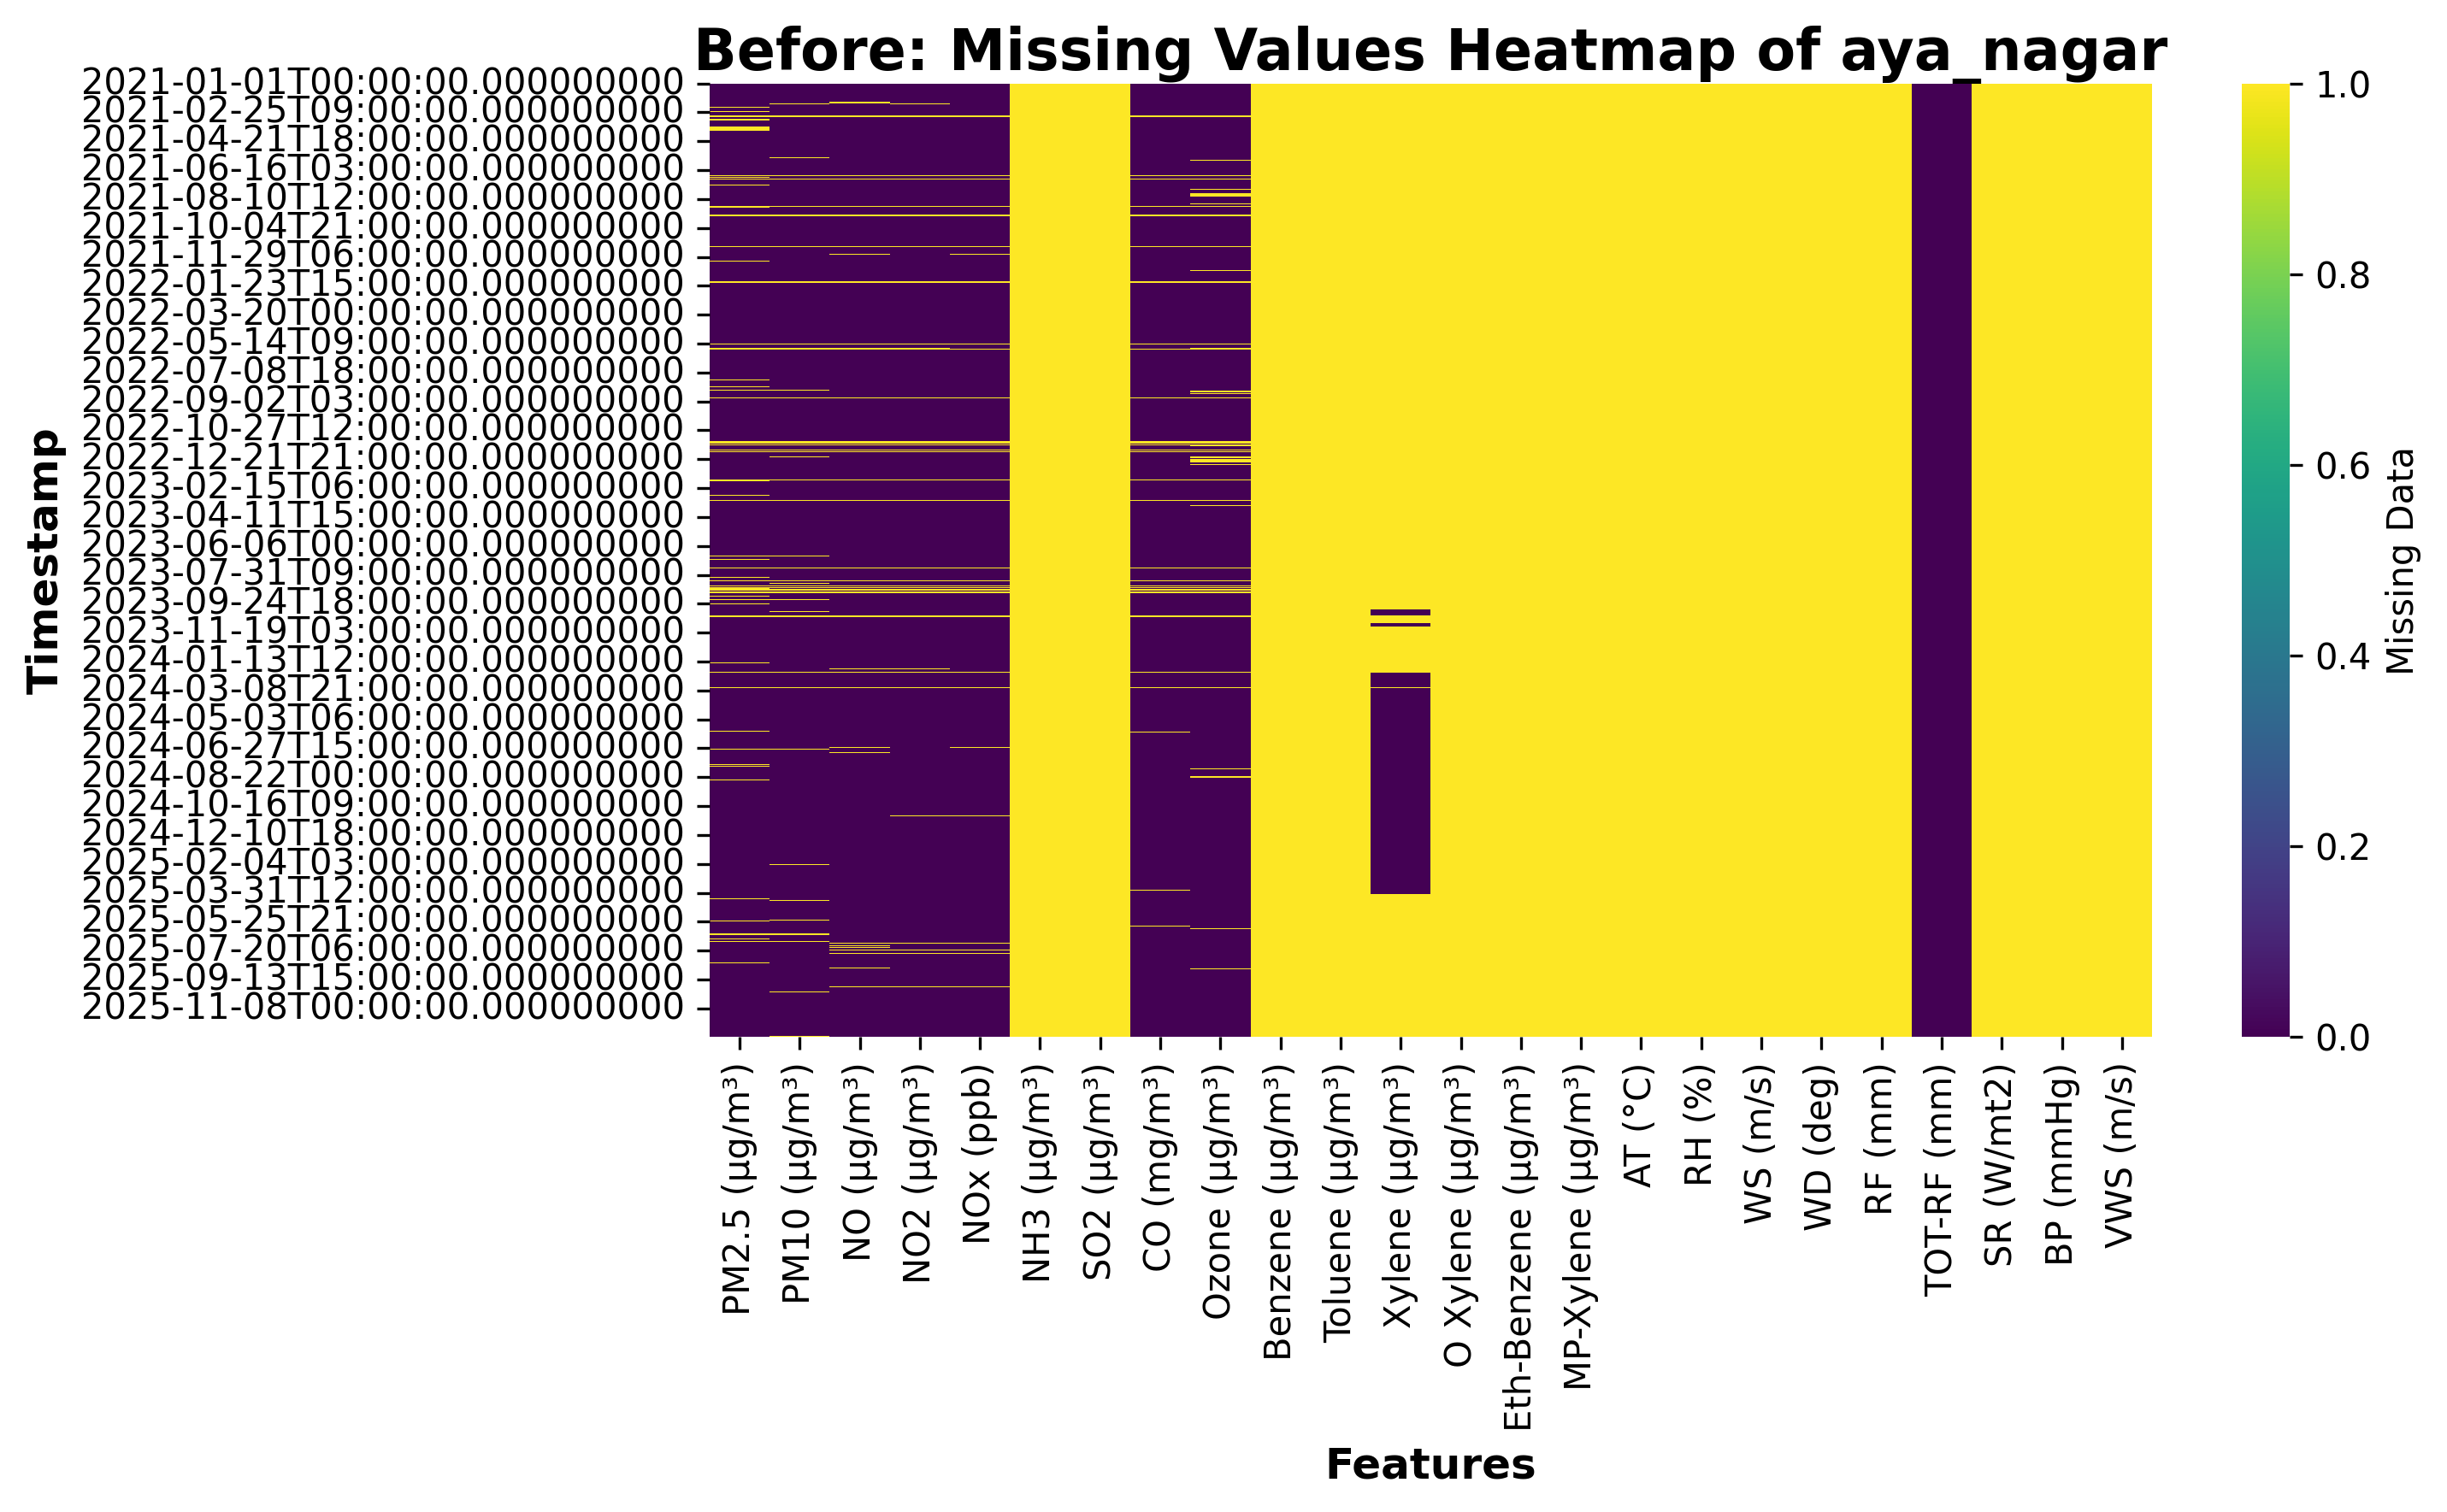 Before: Missing Values Heatmap of aya_nagar
Timestamp
2021-01-01T00:00:00.000000000
2021-02-25T09:00:00.000000000
2021-04-21T18:00:00.000000000
2021-06-16T03:00:00.000000000
2021-08-10T12:00:00.000000000
2021-10-04T21:00:00.000000000
2021-11-29T06:00:00.000000000
2022-01-23T15:00:00.000000000
2022-03-20T00:00:00.000000000
2022-05-14T09:00:00.000000000
2022-07-08T18:00:00.000000000
2022-09-02T03:00:00.000000000
2022-10-27T12:00:00.000000000
2022-12-21T21:00:00.000000000
2023-02-15T06:00:00.000000000
2023-04-11T15:00:00.000000000
2023-06-06T00:00:00.000000000
2023-07-31T09:00:00.000000000
2023-09-24T18:00:00.000000000
2023-11-19T03:00:00.000000000
2024-01-13T12:00:00.000000000
2024-03-08T21:00:00.000000000
2024-05-03T06:00:00.000000000
2024-06-27T15:00:00.000000000
2024-08-22T00:00:00.000000000
2024-10-16T09:00:00.000000000
2024-12-10T18:00:00.000000000
2025-02-04T03:00:00.000000000
2025-03-31T12:00:00.000000000
2025-05-25T21:00:00.000000000
2025-07-20T06:00:00.000000000
2025-09-13T15:00:00.000000000
2025-11-08T00:00:00.000000000
PM2.5 (µg/m³)
PM10 (µg/m³)
NO (µg/m³)
NO2 (µg/m³)
NOx (ppb)
NH3 (µg/m³)
SO2 (µg/m³)
CO (mg/m³)
Ozone (µg/m³)
Benzene (µg/m³)
Toluene (µg/m³)
Xylene (µg/m³)
O Xylene (µg/m³)
Eth-Benzene (µg/m³)
MP-Xylene (µg/m³)
AT (°C)
RH (%)
WS (m/s)
WD (deg)
RF (mm)
TOT-RF (mm)
SR (W/mt2)
BP (mmHg)
VWS (m/s)
Features
1.0
0.8
0.6
0.4
0.2
0.0
Missing Data